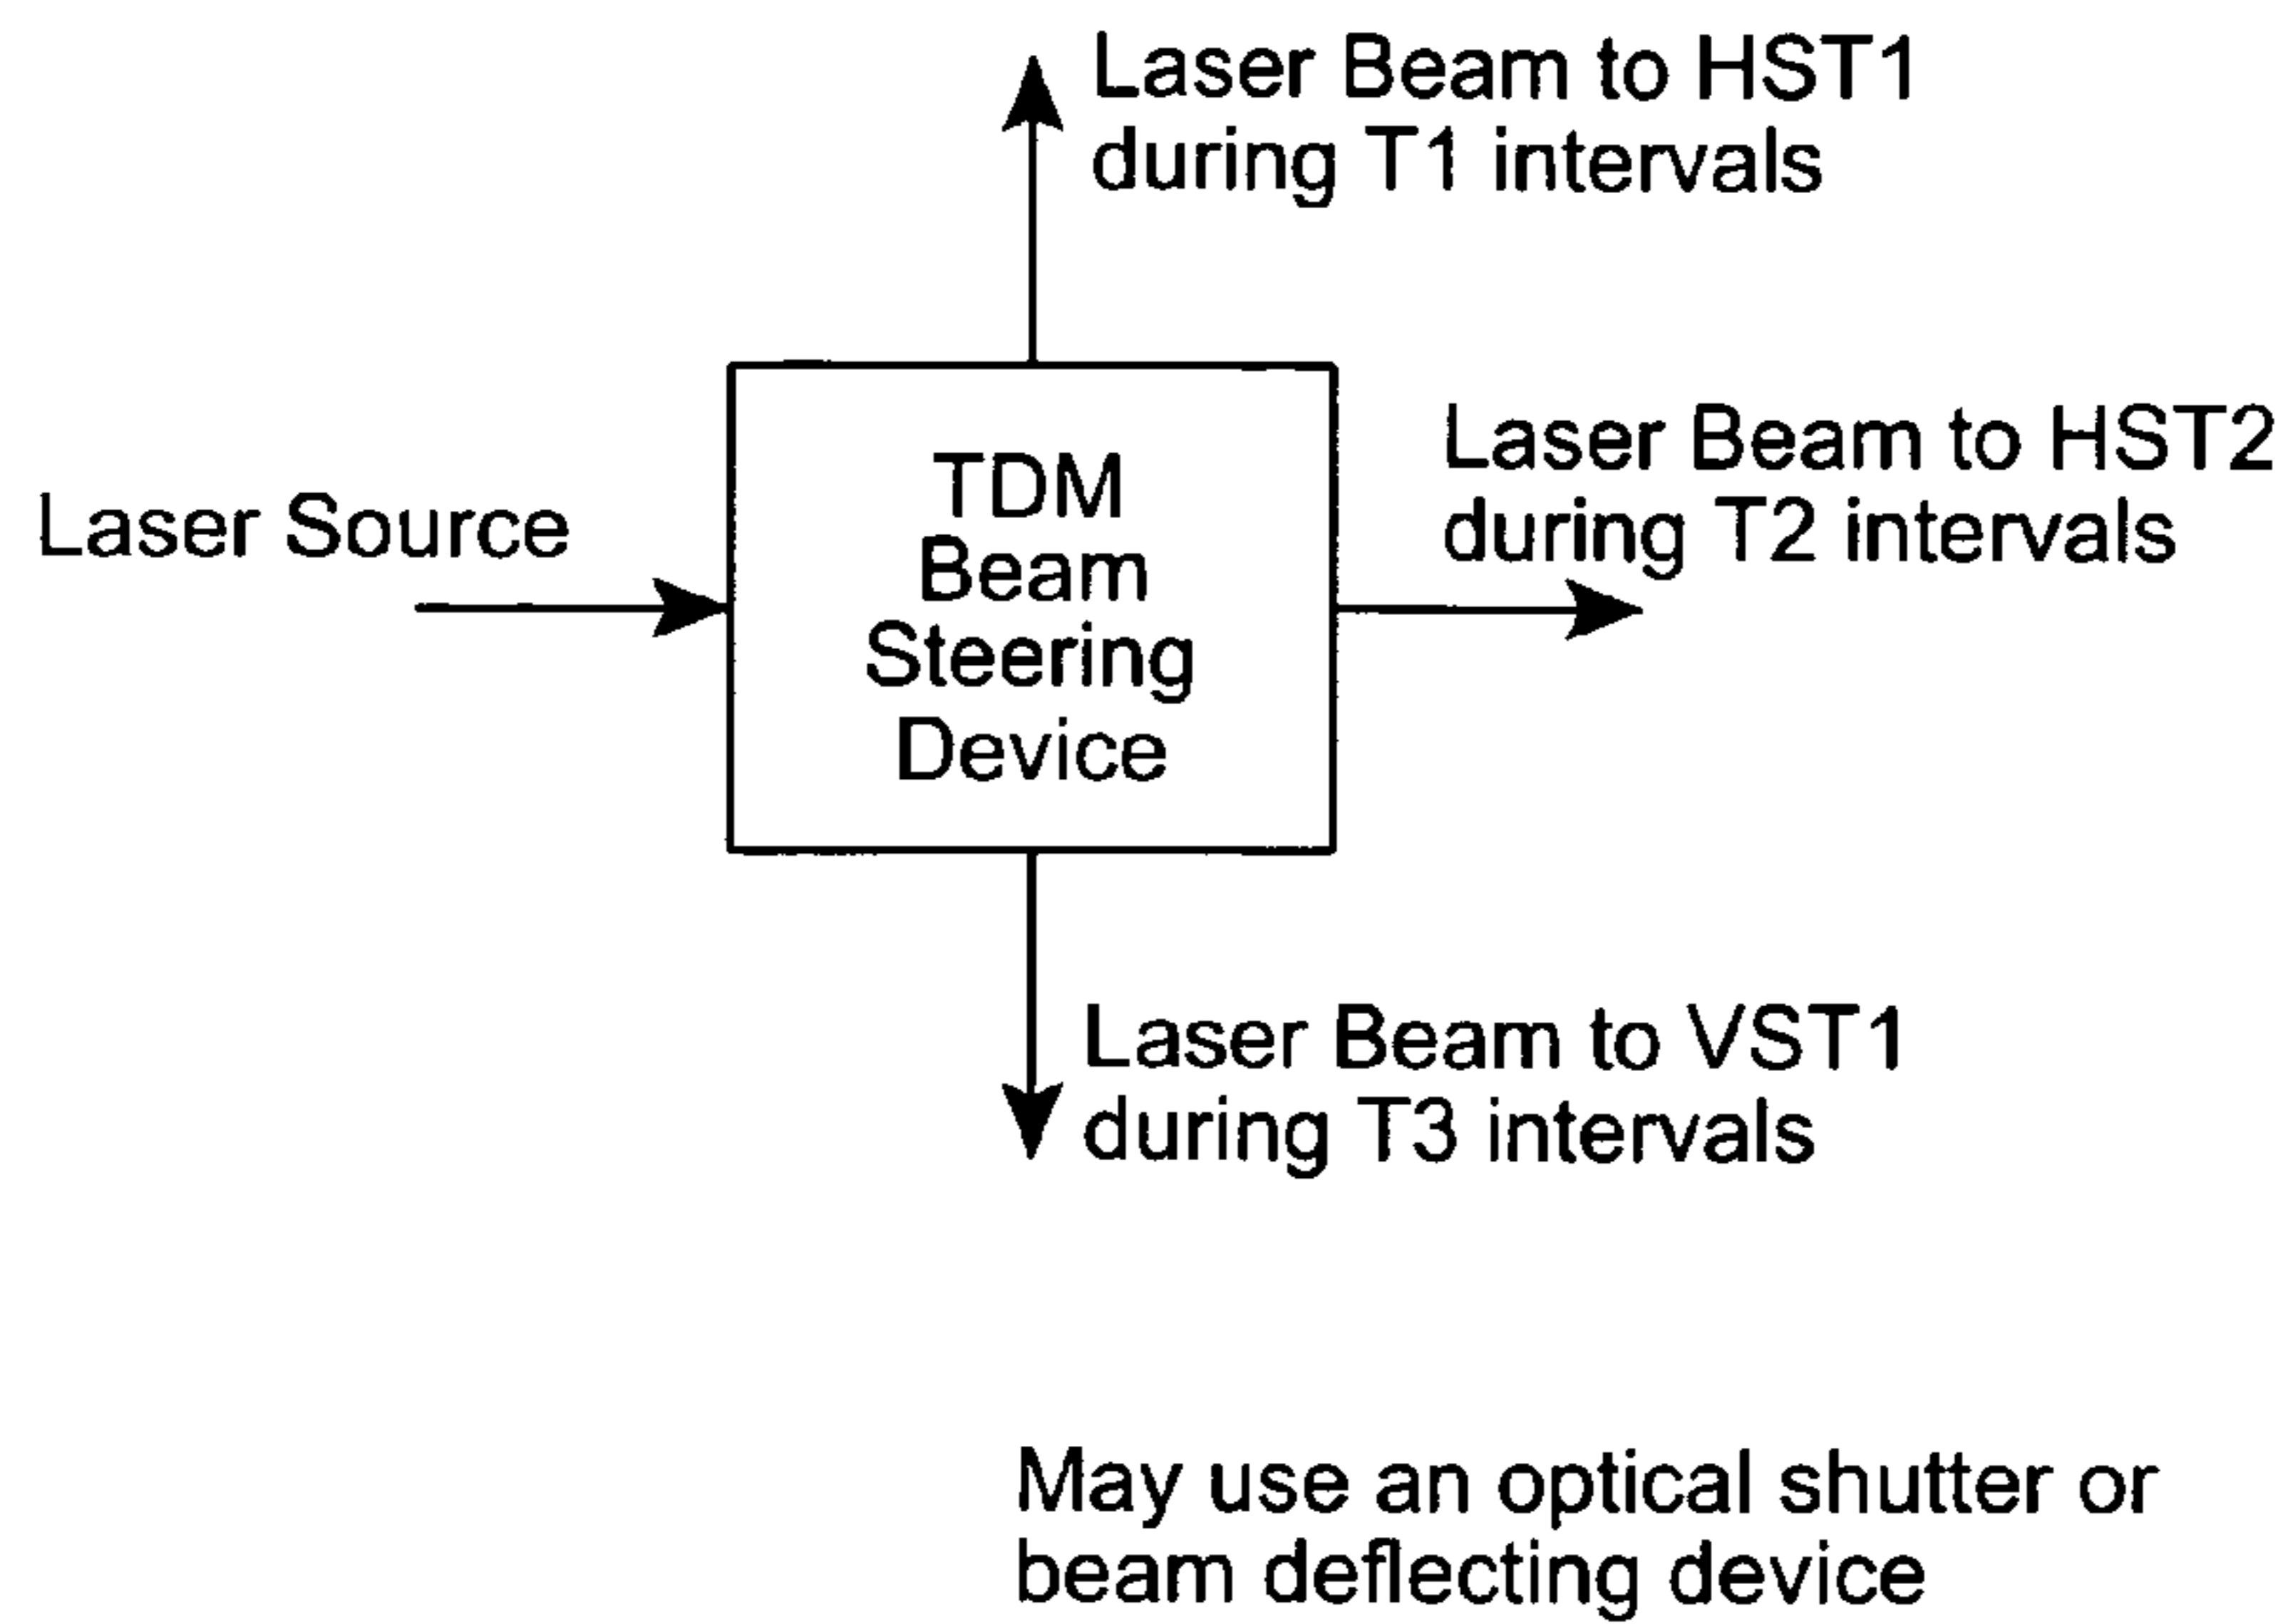 Laser Beam to HST1
during T1 intervals
Laser Source
TDM
Beam
Steering
Device
Laser Beam to HST2
during T2 intervals
Laser Beam to VST1
during T3 intervals
May use an optical shutter or
beam deflecting device